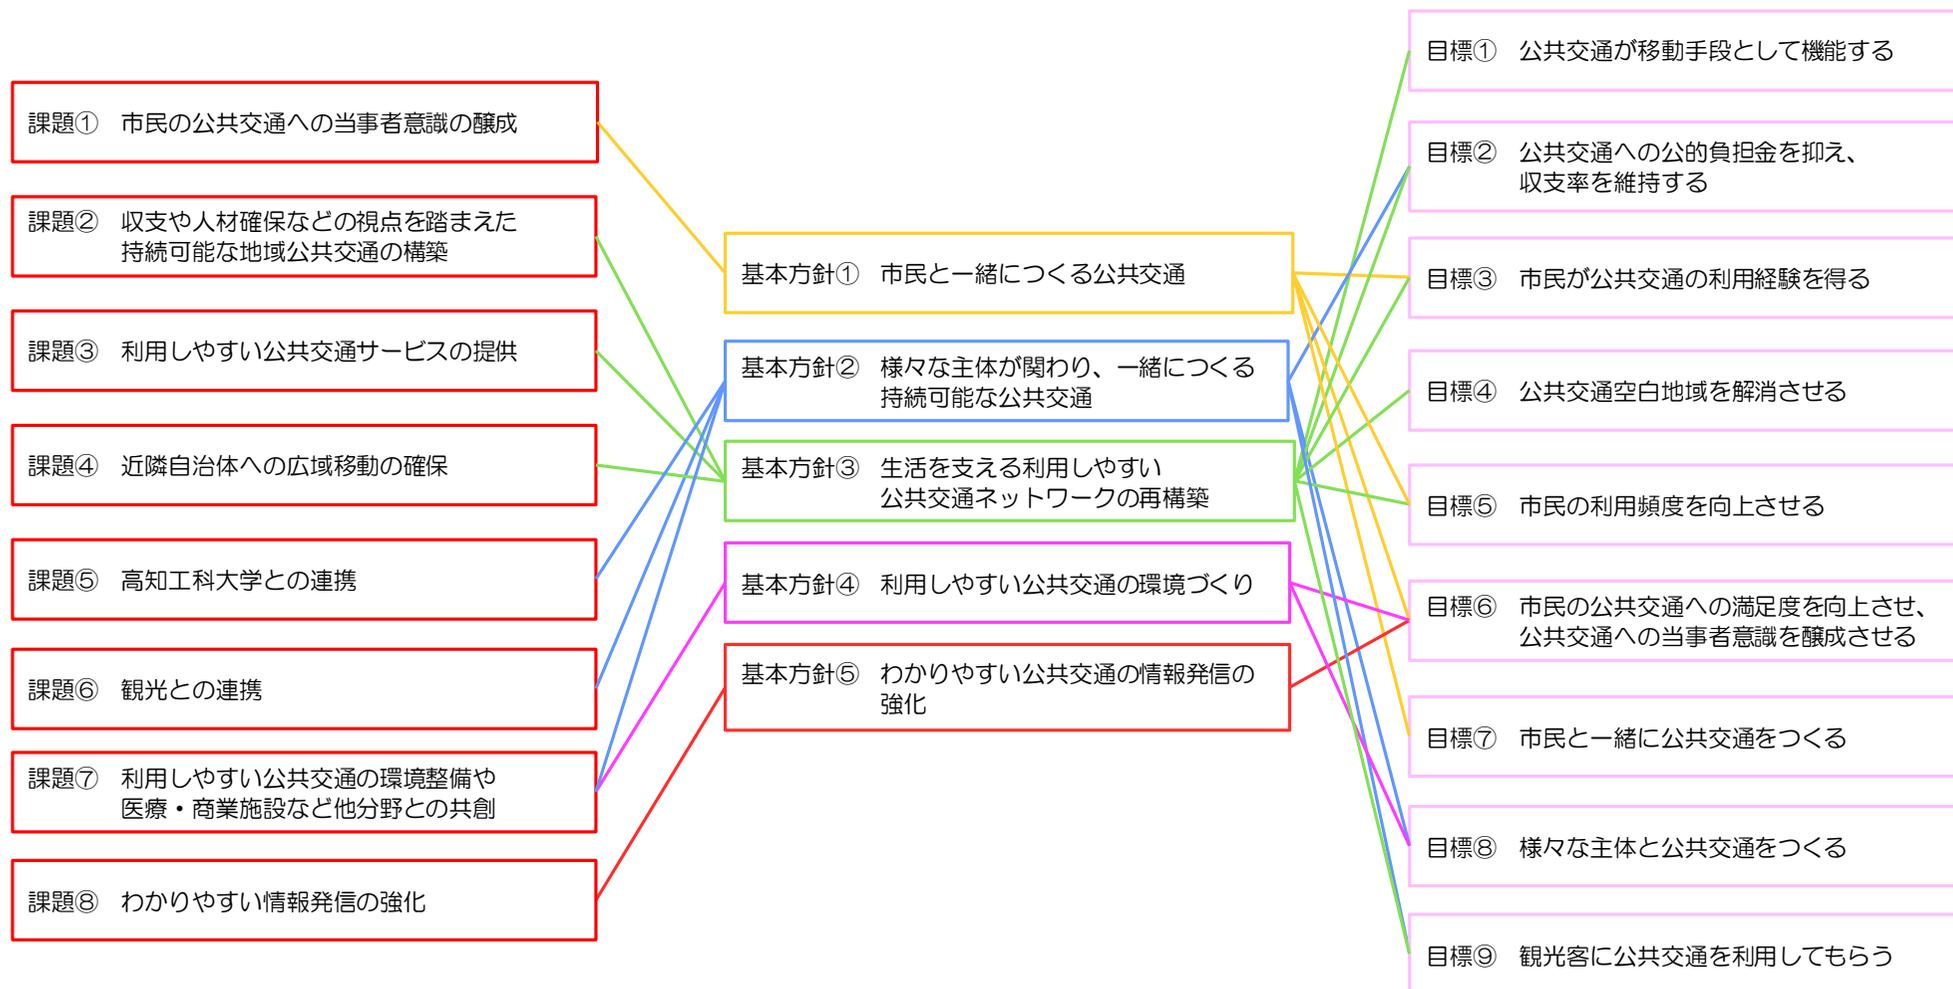 課題① 市民の公共交通への当事者意識の醸成
課題② 収支や人材確保などの視点を踏まえた
持続可能な地域公共交通の構築
課題③ 利用しやすい公共交通サービスの提供
課題④ 近隣自治体への広域移動の確保
課題⑤ 高知工科大学との連携
課題⑥ 観光との連携
課題⑦ 利用しやすい公共交通の環境整備や
医療・商業施設など他分野との共創
課題⑧ わかりやすい情報発信の強化
基本方針① 市民と一緒につくる公共交通
基本方針② 様々な主体が関わり、一緒につくる
持続可能な公共交通
基本方針③ 生活を支える利用しやすい
公共交通ネットワークの再構築
基本方針④ 利用しやすい公共交通の環境づくり
基本方針⑤ わかりやすい公共交通の情報発信の
強化
目標① 公共交通が移動手段として機能する
目標② 公共交通への公的負担金を抑え、
収支率を維持する
目標③ 市民が公共交通の利用経験を得る
目標④ 公共交通空白地域を解消させる
目標⑤ 市民の利用頻度を向上させる
目標⑥ 市民の公共交通への満足度を向上させ、
公共交通への当事者意識を醸成させる
目標⑦ 市民と一緒に公共交通をつくる
目標⑧ 様々な主体と公共交通をつくる
目標⑨ 観光客に公共交通を利用してもらう